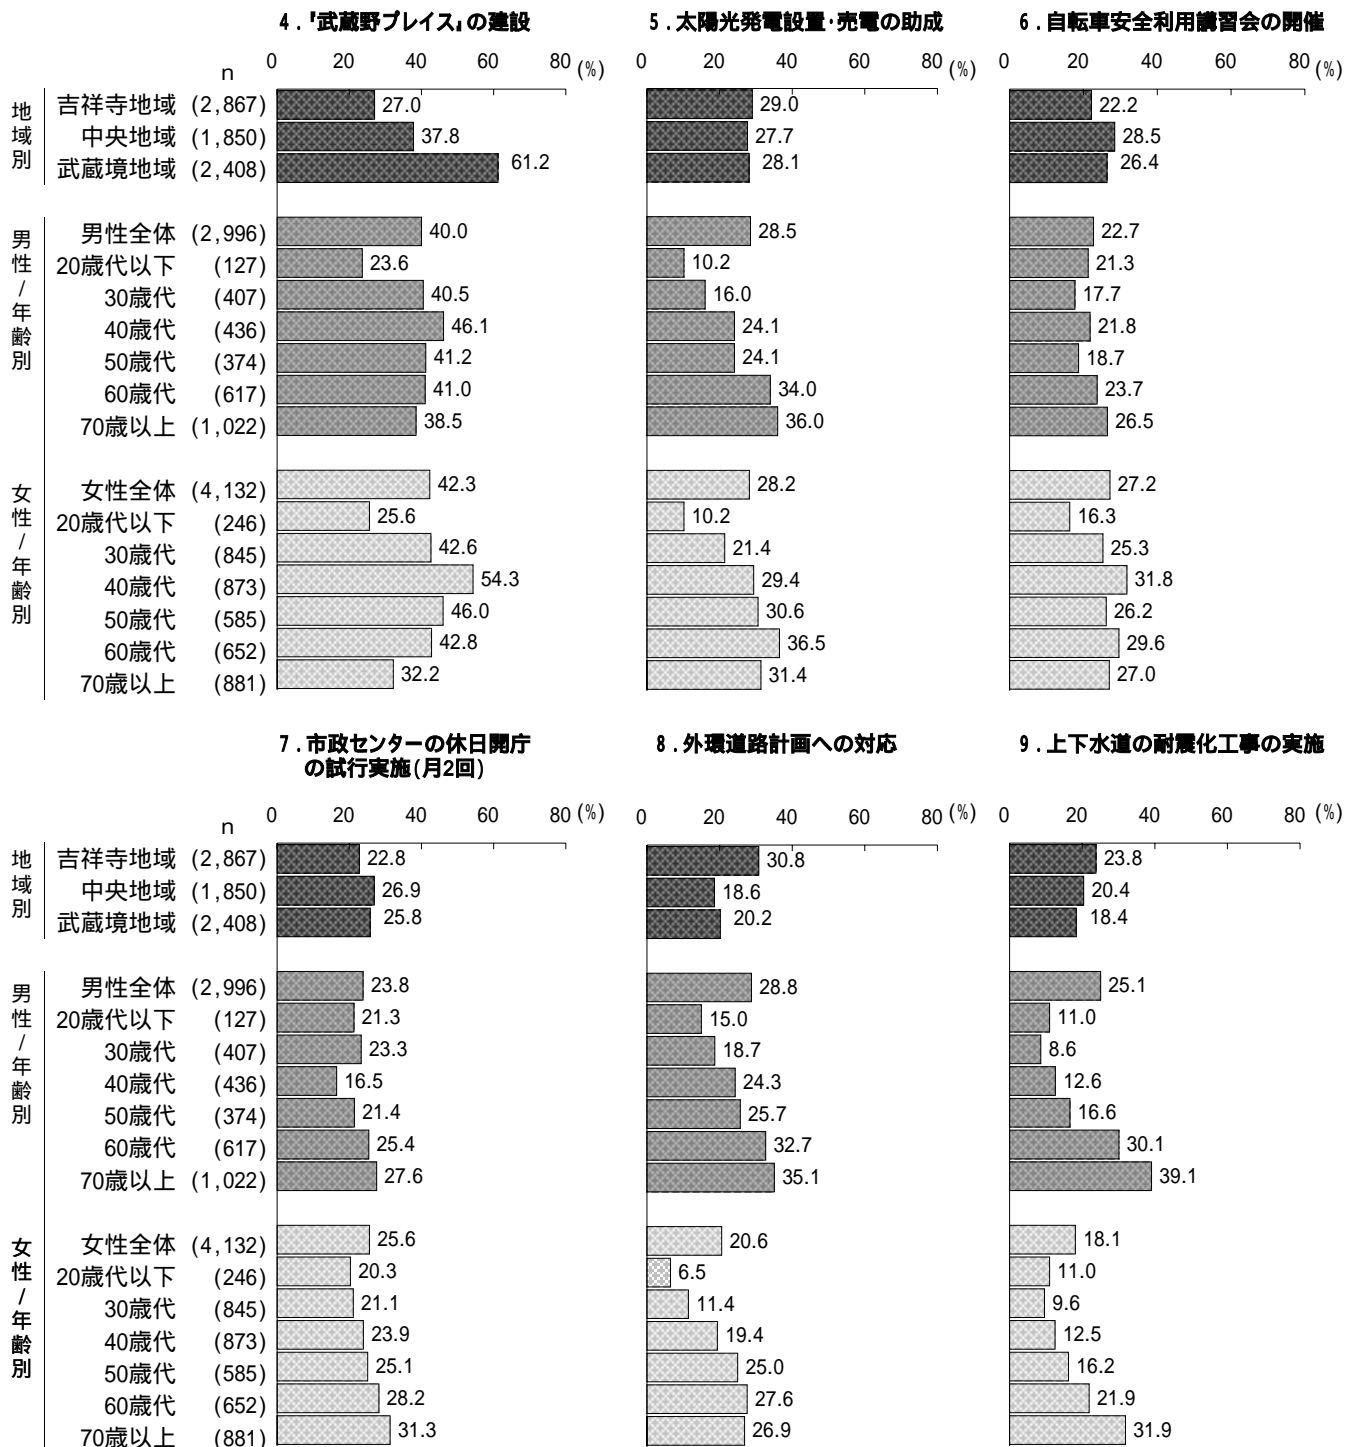 4．『武蔵野プレイス』の建設 5．太陽光発電設置・売電の助成 6．自転車安全利用講習会の開催
n 0 20 40 60 80 (%) 0 20 40 60 80 (%) 0 20 40 60 80 (%)
地域別
吉祥寺地域 (2,867) 27.0 29.0 22.2
中央地域 (1,850) 37.8 27.7 28.5
武蔵境地域 (2,408) 61.2 28.1 26.4
男性/年齢別
男性全体 (2,996) 40.0 28.5 22.7
20歳代以下 (127) 23.6 10.2 21.3
30歳代 (407) 40.5 16.0 17.7
40歳代 (436) 46.1 24.1 21.8
50歳代 (374) 41.2 24.1 18.7
60歳代 (617) 41.0 34.0 23.7
70歳以上 (1,022) 38.5 36.0 26.5
女性/年齢別
女性全体 (4,132) 42.3 28.2 27.2
20歳代以下 (246) 25.6 10.2 16.3
30歳代 (845) 42.6 21.4 25.3
40歳代 (873) 54.3 29.4 31.8
50歳代 (585) 46.0 30.6 26.2
60歳代 (652) 42.8 36.5 29.6
70歳以上 (881) 32.2 31.4 27.0
7．市政センターの休日開庁 8．外環道路計画への対応 9．上下水道の耐震化工事の実施
の試行実施(月2回)
n 0 20 40 60 80 (%) 0 20 40 60 80 (%) 0 20 40 60 80 (%)
地域別
吉祥寺地域 (2,867) 22.8 30.8 23.8
中央地域 (1,850) 26.9 18.6 20.4
武蔵境地域 (2,408) 25.8 20.2 18.4
男性/年齢別
男性全体 (2,996) 23.8 28.8 25.1
20歳代以下 (127) 21.3 15.0 11.0
30歳代 (407) 23.3 18.7 8.6
40歳代 (436) 16.5 24.3 12.6
50歳代 (374) 21.4 25.7 16.6
60歳代 (617) 25.4 32.7 30.1
70歳以上 (1,022) 27.6 35.1 39.1
女性/年齢別
女性全体 (4,132) 25.6 20.6 18.1
20歳代以下 (246) 20.3 6.5 11.0
30歳代 (845) 21.1 11.4 9.6
40歳代 (873) 23.9 19.4 12.5
50歳代 (585) 25.1 25.0 16.2
60歳代 (652) 28.2 27.6 21.9
70歳以上 (881) 31.3 26.9 31.9